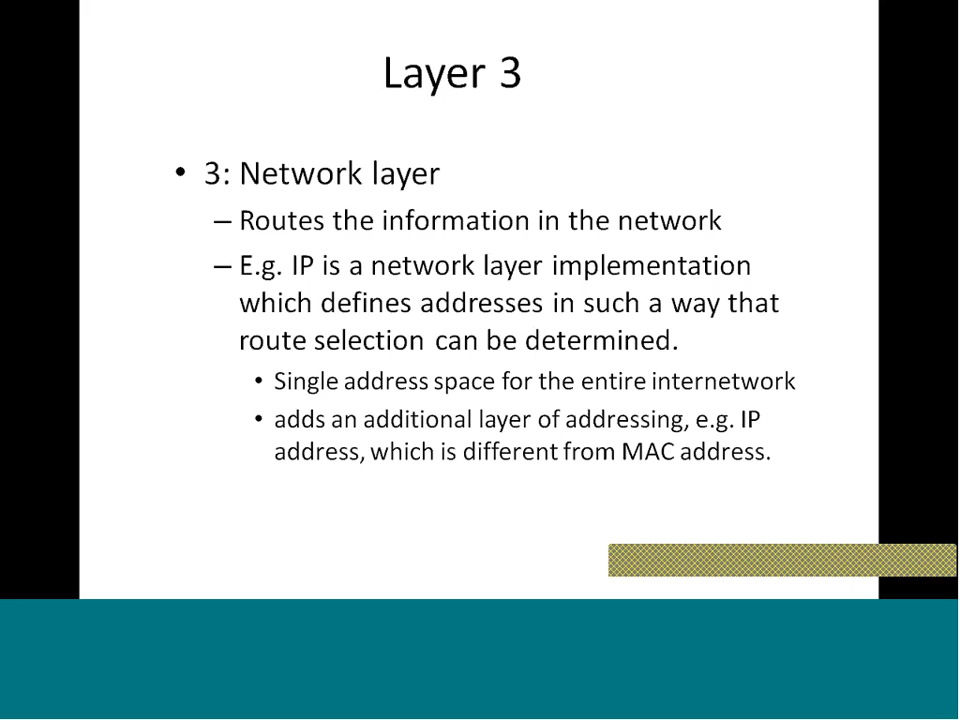 Layer 3
• 3: Network layer
– Routes the information in the network
– E.g. IP is a network layer implementation
which defines addresses in such a way that
route selection can be determined.
• Single address space for the entire internetwork
• adds an additional layer of addressing, e.g. IP
address, which is different from MAC address.